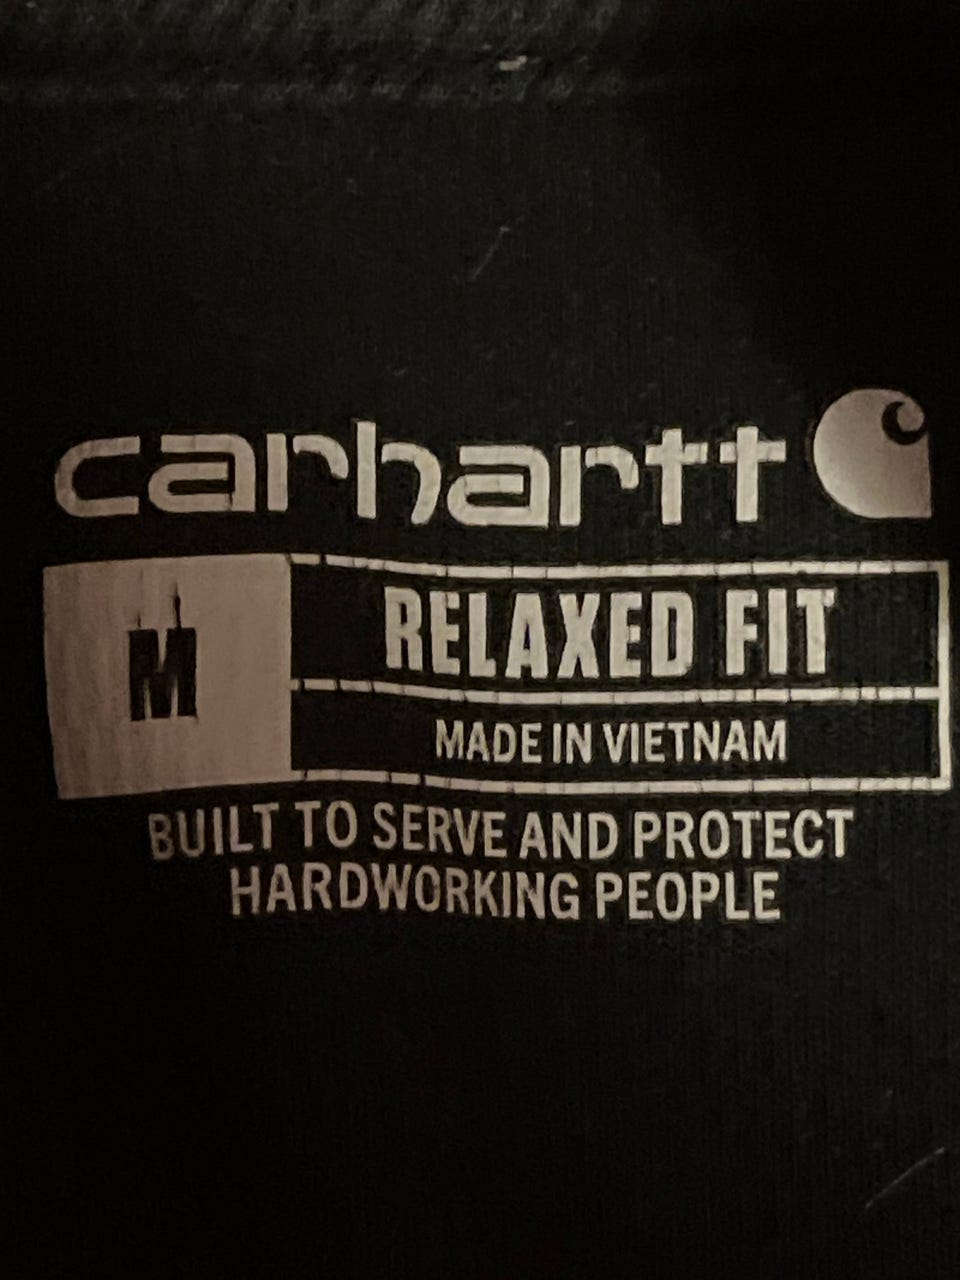 carhartt
M
RELAXED FIT
MADE IN VIETNAM
BUILT TO SERVE AND PROTECT
HARDWORKING PEOPLE